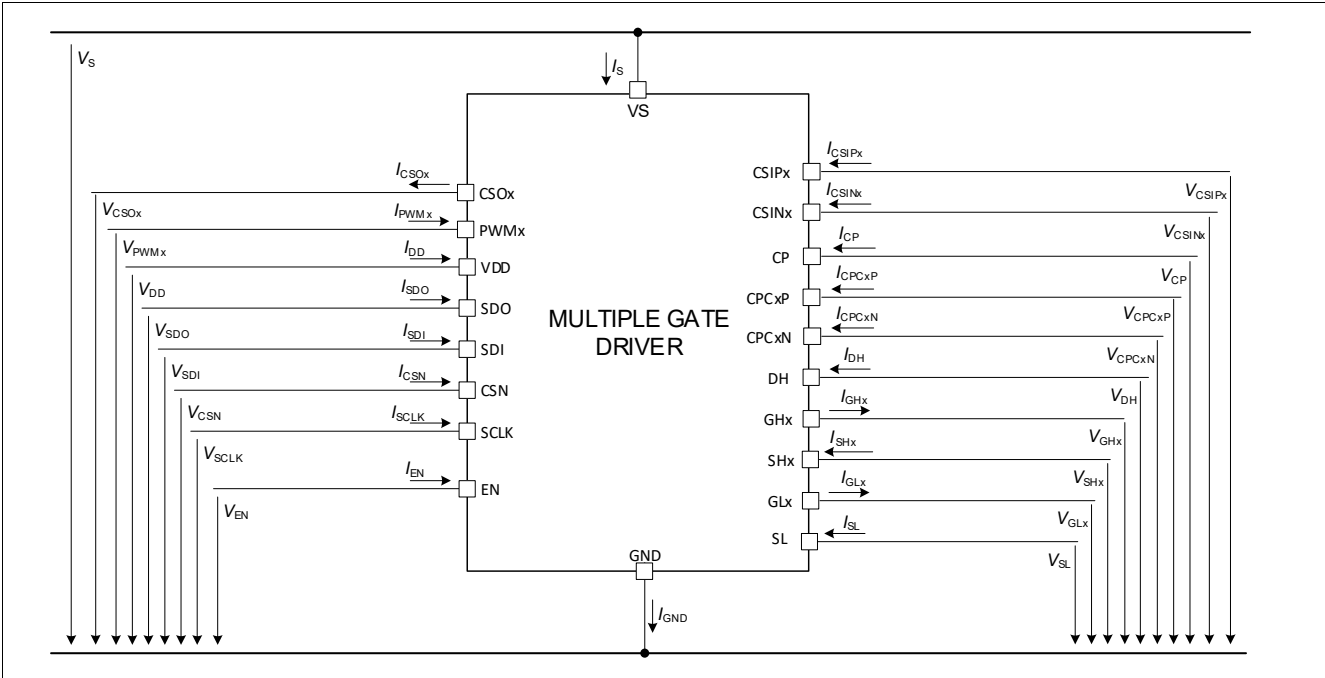 VS
IS
VS
ICSOx
CSOx
VCSOx
IPWMx
PWMx
VPWMx
IDD
VDD
VDD
ISDO
SDO
VSDO
ISDI
SDI
VSDI
ICSN
CSN
VCSN
ISCLK
SCLK
VSCLK
IEN
EN
VEN
MULTIPLE GATE
DRIVER
ICSIPx
CSIPx
VCSIPx
ICSINx
CSINx
VCSINx
ICP
CP
VCP
ICPCxP
CPCxP
VCPCxP
ICPCxN
CPCxN
VCPCxN
IDH
DH
VDH
IGHx
GHx
VGHx
ISHx
SHx
VSHx
IGLx
GLx
VGLx
ISL
SL
VSL
GND
IGND